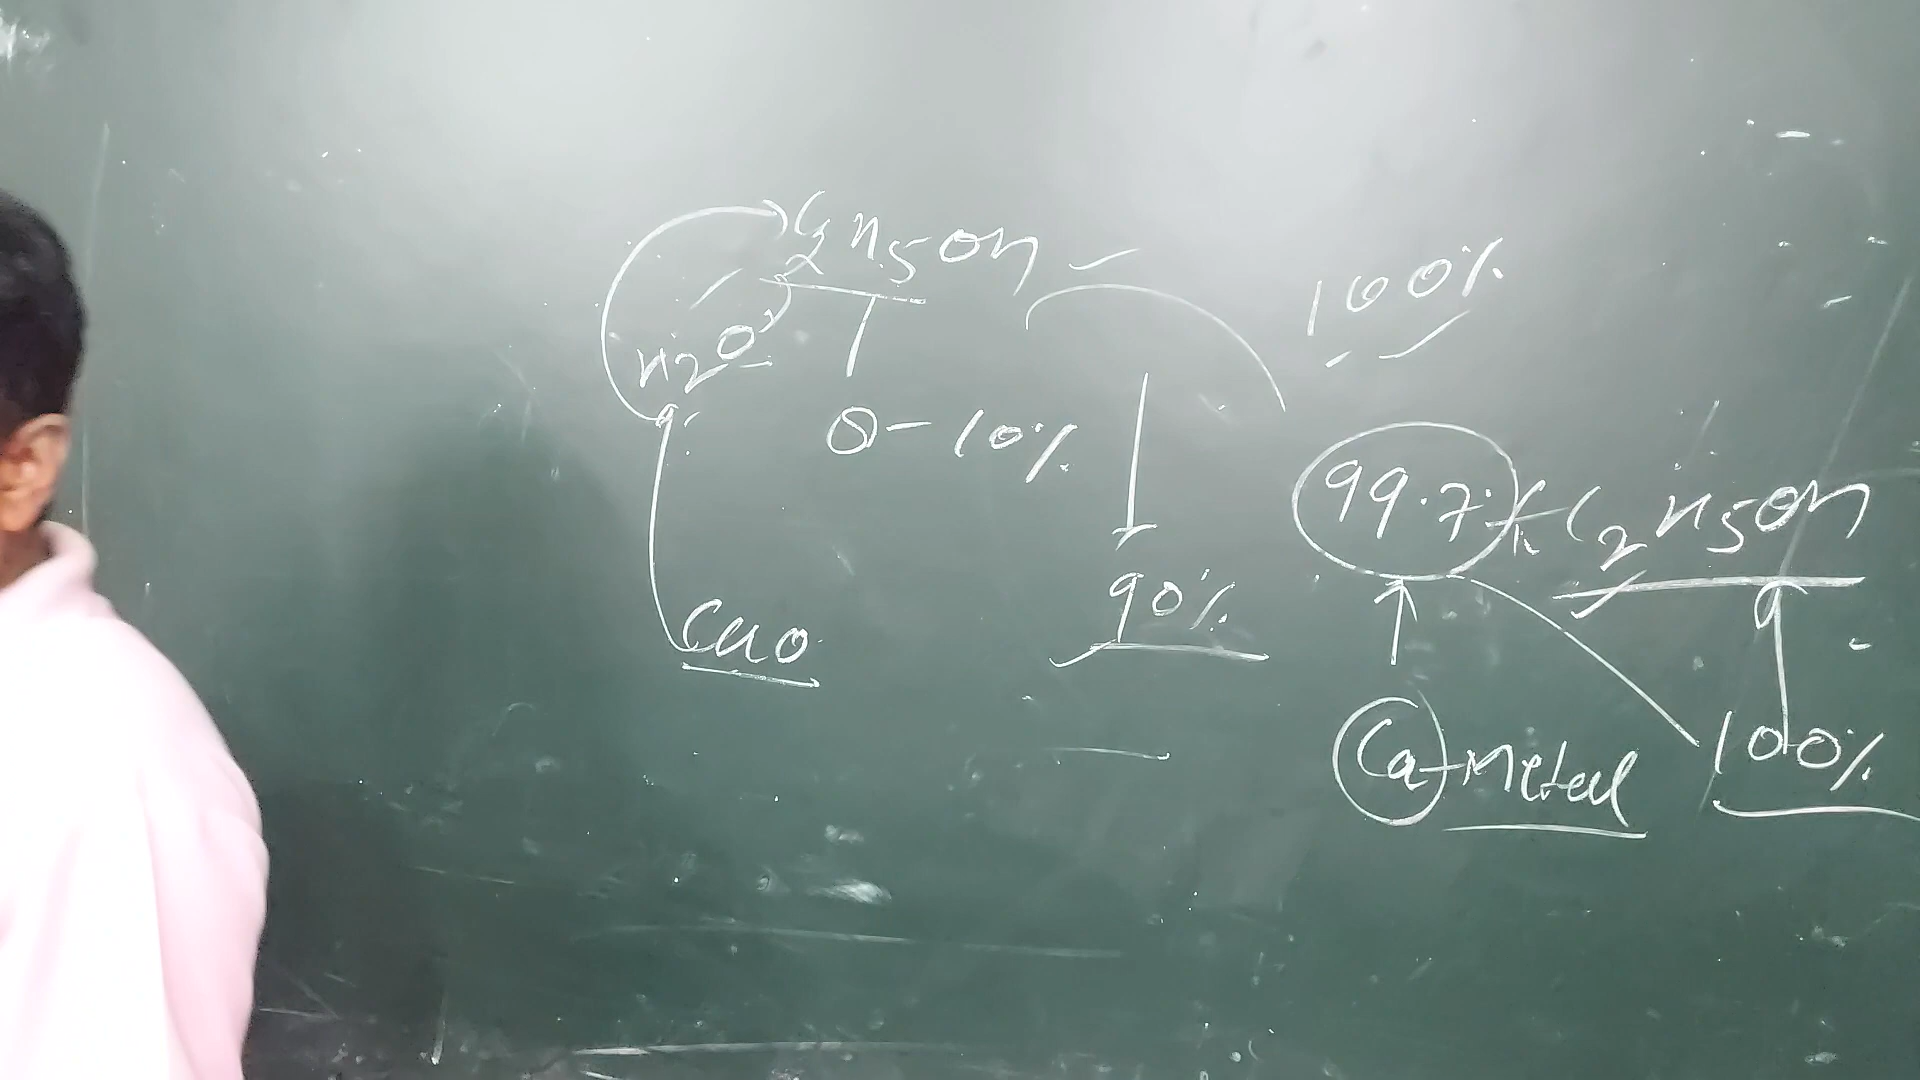 C2H5OH
100%
H2O
0-10%
99.7% C2H5OH
90%
CaO
Ca-Metal
100%